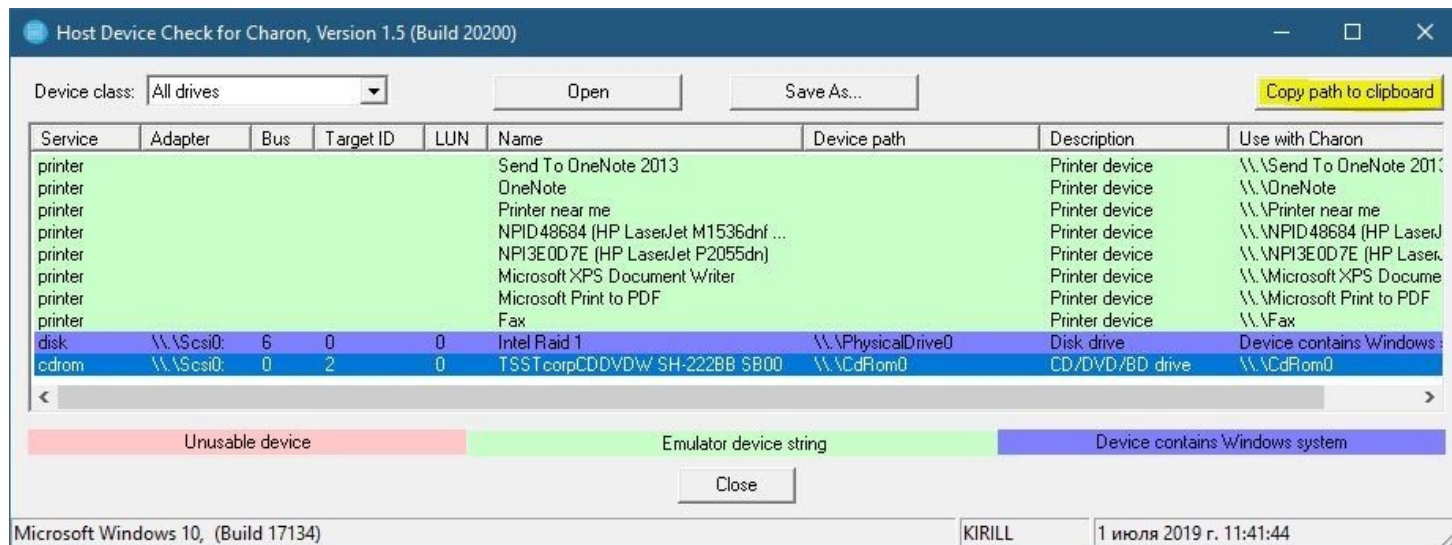 Host Device Check for Charon, Version 1.5 (Build 20200)
Device class: All drives Open Save As... Copy path to clipboard
Service Adapter Bus Target ID LUN Name Device path Description Use with Charon
printer Send To OneNote 2013 Printer device \\.\Send To OneNote 2013
printer OneNote Printer device \\.\OneNote
printer Printer near me Printer device \\.\Printer near me
printer NPID48684 (HP LaserJet M1536dnf ... Printer device \\.\NPID48684 (HP LaserJ
printer NPI3E0D7E (HP LaserJet P2055dn) Printer device \\.\NPI3E0D7E (HP LaserJ
printer Microsoft XPS Document Writer Printer device \\.\Microsoft XPS Docume
printer Microsoft Print to PDF Printer device \\.\Microsoft Print to PDF
printer Fax Printer device \\.\Fax
disk \\.\Scsi0: 6 0 0 Intel Raid 1 \\.\PhysicalDrive0 Disk drive Device contains Windows
cdrom \\.\Scsi0: 0 2 0 TSSTcorpCDDVDW SH-222BB SB00 \\.\CdRom0 CD/DVD/BD drive \\.\CdRom0
Unusable device Emulator device string Device contains Windows system
Close
Microsoft Windows 10, (Build 17134) KIRILL 1 июля 2019 г. 11:41:44